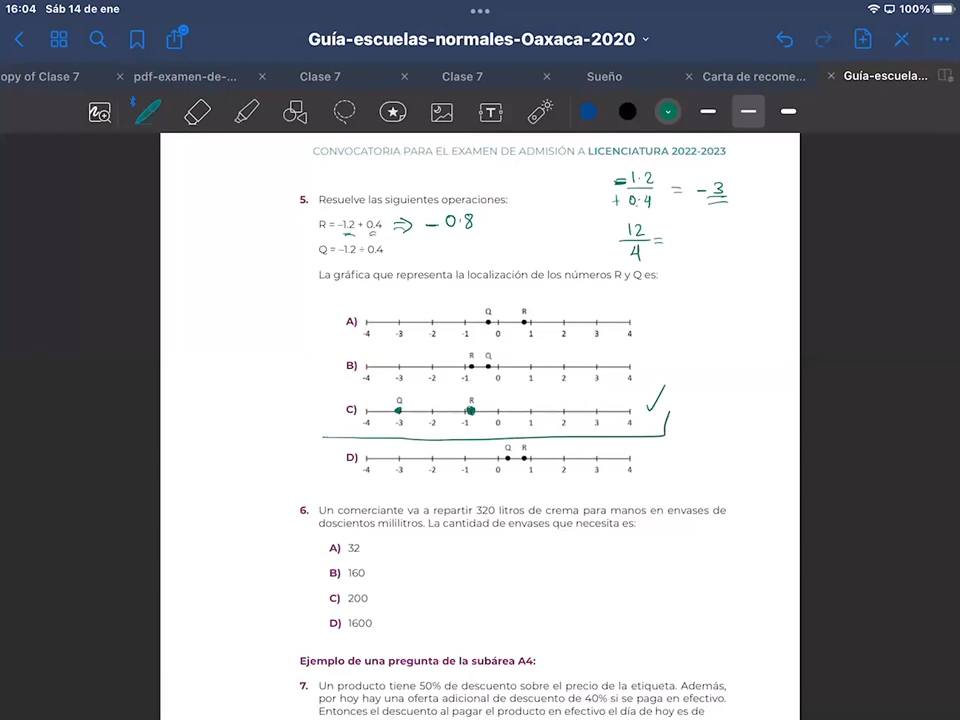 16:04 Sáb 14 de ene
100%
Guía-escuelas-normales-Oaxaca-2020
opy of Clase 7
pdf-examen-de-...
Clase 7
Clase 7
Sueño
Carta de recome...
Guía-escuela...
CONVOCATORIA PARA EL EXAMEN DE ADMISIÓN A LICENCIATURA 2022-2023
5. Resuelve las siguientes operaciones:
R = –1.2 + 0.4 ⇒ - 0.8
Q = –1.2 ÷ 0.4
-1.2
+ 0.4
= -3
12
4
=
La gráfica que representa la localización de los números R y Q es:
Q R
A)
-4 -3 -2 -1 0 1 2 3 4
R Q
B)
-4 -3 -2 -1 0 1 2 3 4
Q R
C)
-4 -3 -2 -1 0 1 2 3 4
Q R
D)
-4 -3 -2 -1 0 1 2 3 4
6. Un comerciante va a repartir 320 litros de crema para manos en envases de
doscientos mililitros. La cantidad de envases que necesita es:
A) 32
B) 160
C) 200
D) 1600
Ejemplo de una pregunta de la subárea A4:
7. Un producto tiene 50% de descuento sobre el precio de la etiqueta. Además,
por hoy hay una oferta adicional de descuento de 40% si se paga en efectivo.
Entonces el descuento al pagar el producto en efectivo el día de hoy es de